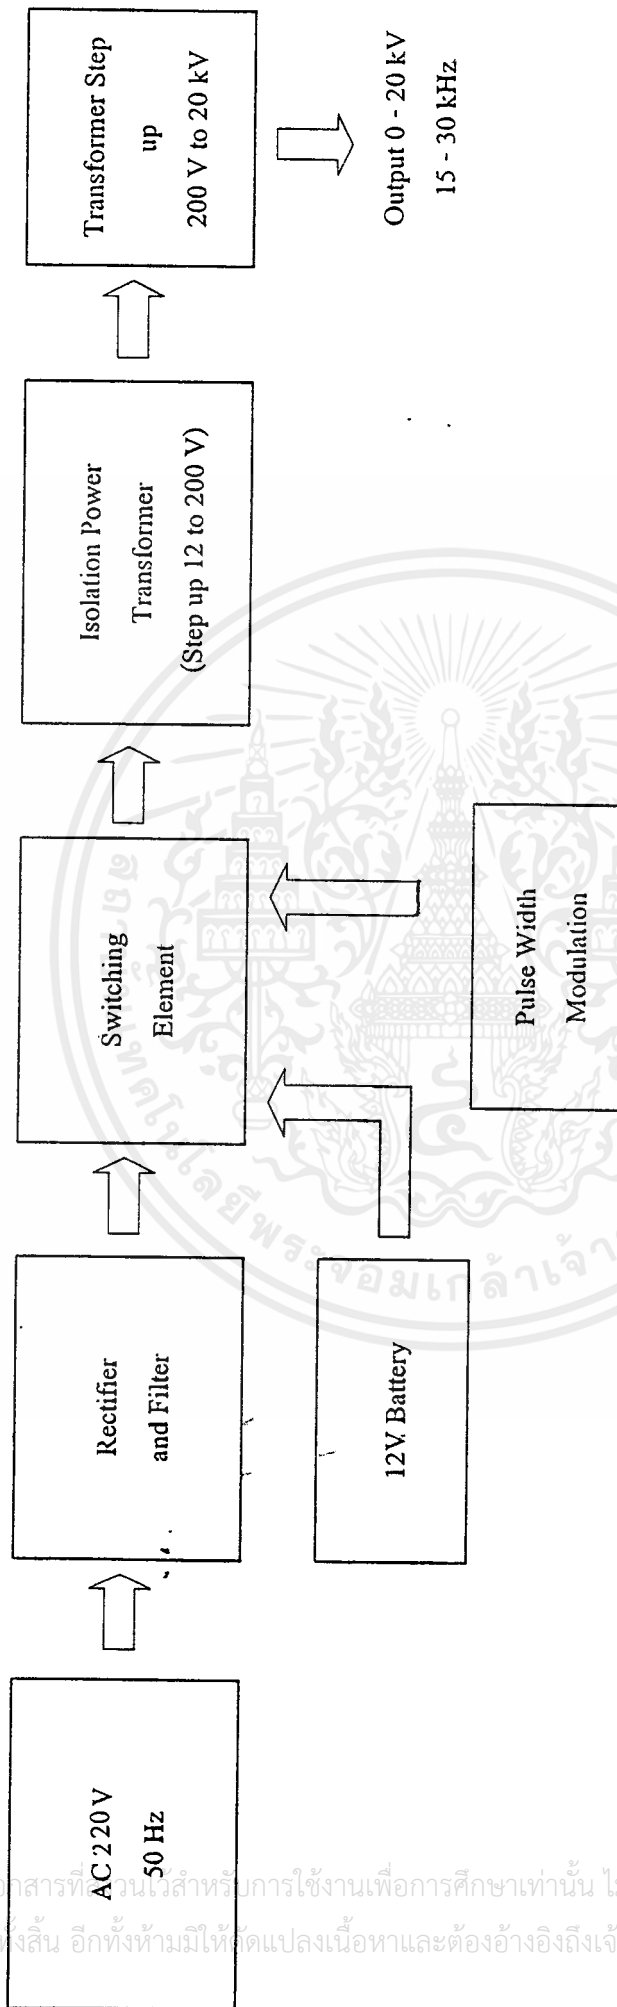 AC 220V
50 Hz
Rectifier
and Filter
12V. Battery
Switching
Element
Pulse Width
Modulation
Isolation Power
Transformer
(Step up 12 to 200 V)
Transformer Step
up
200 V to 20 kV
Output 0 - 20 kV
15 - 30 kHz